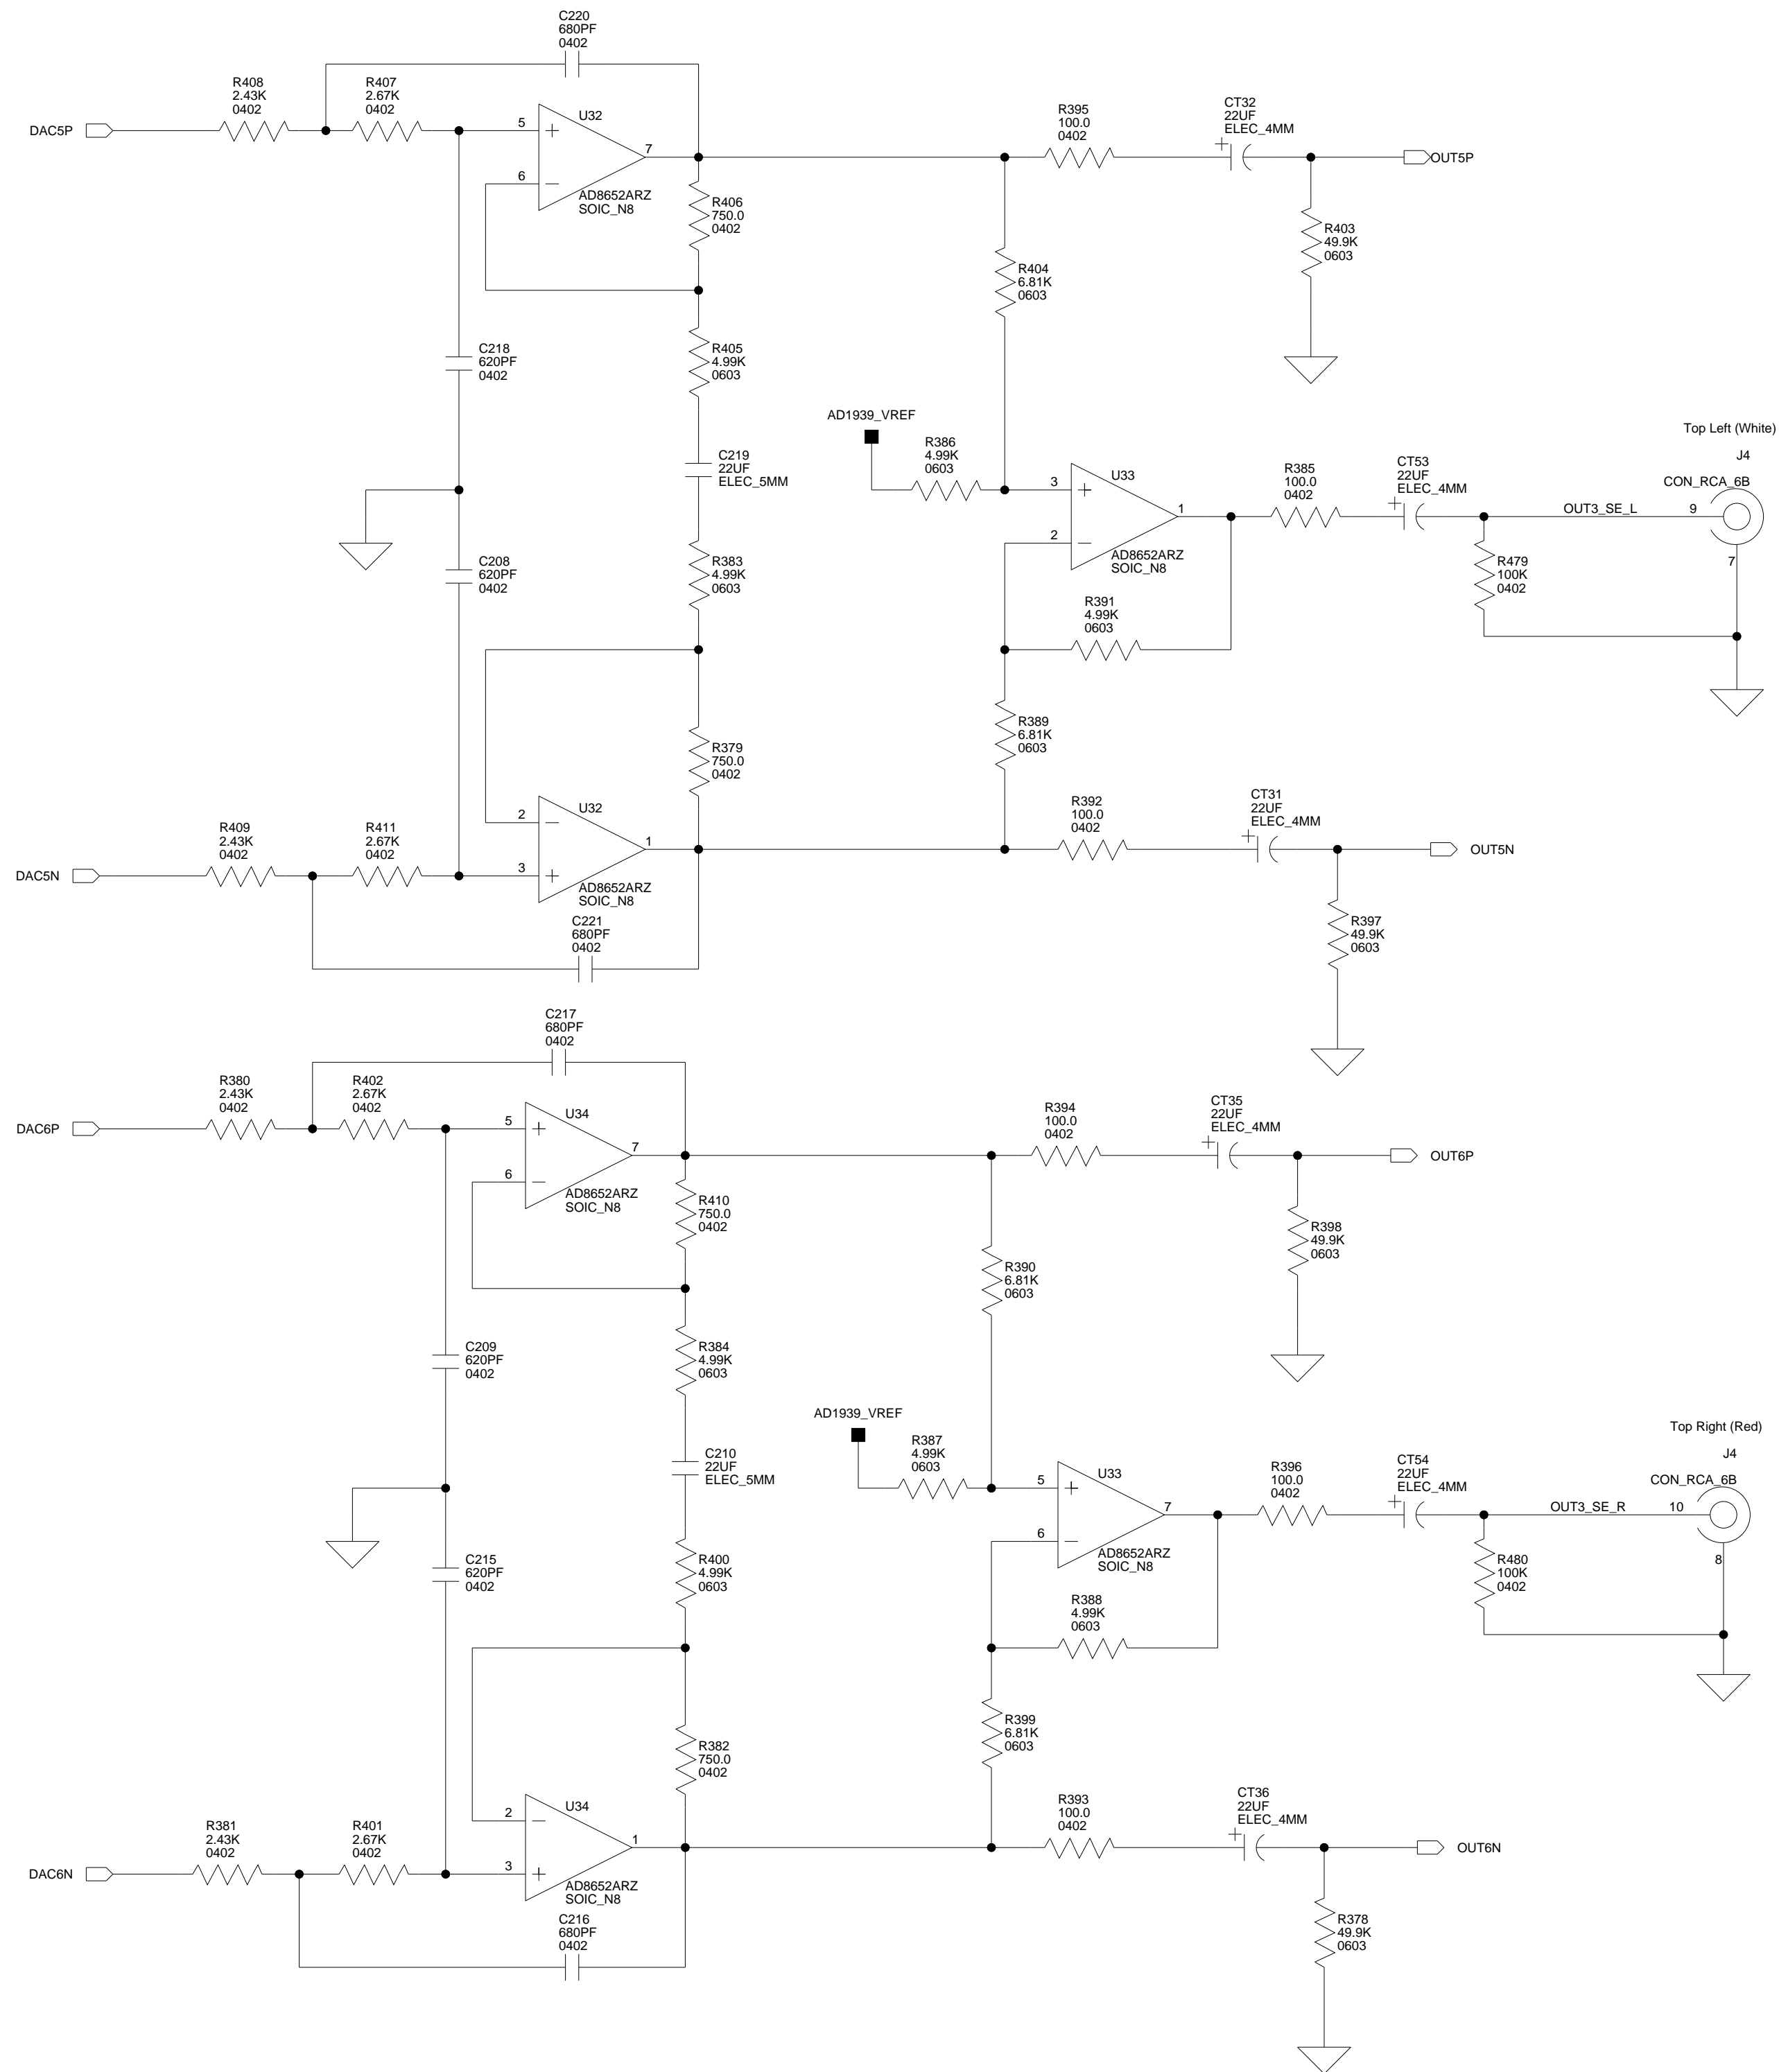 C220
680PF
0402
R408
2.43K
0402
R407
2.67K
0402
DAC5P
5
+
6
−
7
U32
AD8652ARZ
SOIC_N8
R406
750.0
0402
R395
100.0
0402
CT32
22UF
ELEC_4MM
+
OUT5P
R403
49.9K
0603
R404
6.81K
0603
C218
620PF
0402
R405
4.99K
0603
C219
22UF
ELEC_5MM
AD1939_VREF
R386
4.99K
0603
3
+
2
−
1
U33
AD8652ARZ
SOIC_N8
R385
100.0
0402
CT53
22UF
ELEC_4MM
+
Top Left (White)
J4
CON_RCA_6B
OUT3_SE_L
9
7
R479
100K
0402
C208
620PF
0402
R383
4.99K
0603
R391
4.99K
0603
R389
6.81K
0603
R379
750.0
0402
R409
2.43K
0402
R411
2.67K
0402
DAC5N
2
−
3
+
1
U32
AD8652ARZ
SOIC_N8
C221
680PF
0402
R392
100.0
0402
CT31
22UF
ELEC_4MM
+
OUT5N
R397
49.9K
0603
C217
680PF
0402
R380
2.43K
0402
R402
2.67K
0402
DAC6P
5
+
6
−
7
U34
AD8652ARZ
SOIC_N8
R410
750.0
0402
R394
100.0
0402
CT35
22UF
ELEC_4MM
+
OUT6P
R398
49.9K
0603
R390
6.81K
0603
C209
620PF
0402
R384
4.99K
0603
C210
22UF
ELEC_5MM
AD1939_VREF
R387
4.99K
0603
5
+
6
−
7
U33
AD8652ARZ
SOIC_N8
R396
100.0
0402
CT54
22UF
ELEC_4MM
+
Top Right (Red)
J4
CON_RCA_6B
OUT3_SE_R
10
8
R480
100K
0402
C215
620PF
0402
R400
4.99K
0603
R388
4.99K
0603
R399
6.81K
0603
R382
750.0
0402
R381
2.43K
0402
R401
2.67K
0402
DAC6N
2
−
3
+
1
U34
AD8652ARZ
SOIC_N8
C216
680PF
0402
R393
100.0
0402
CT36
22UF
ELEC_4MM
+
OUT6N
R378
49.9K
0603